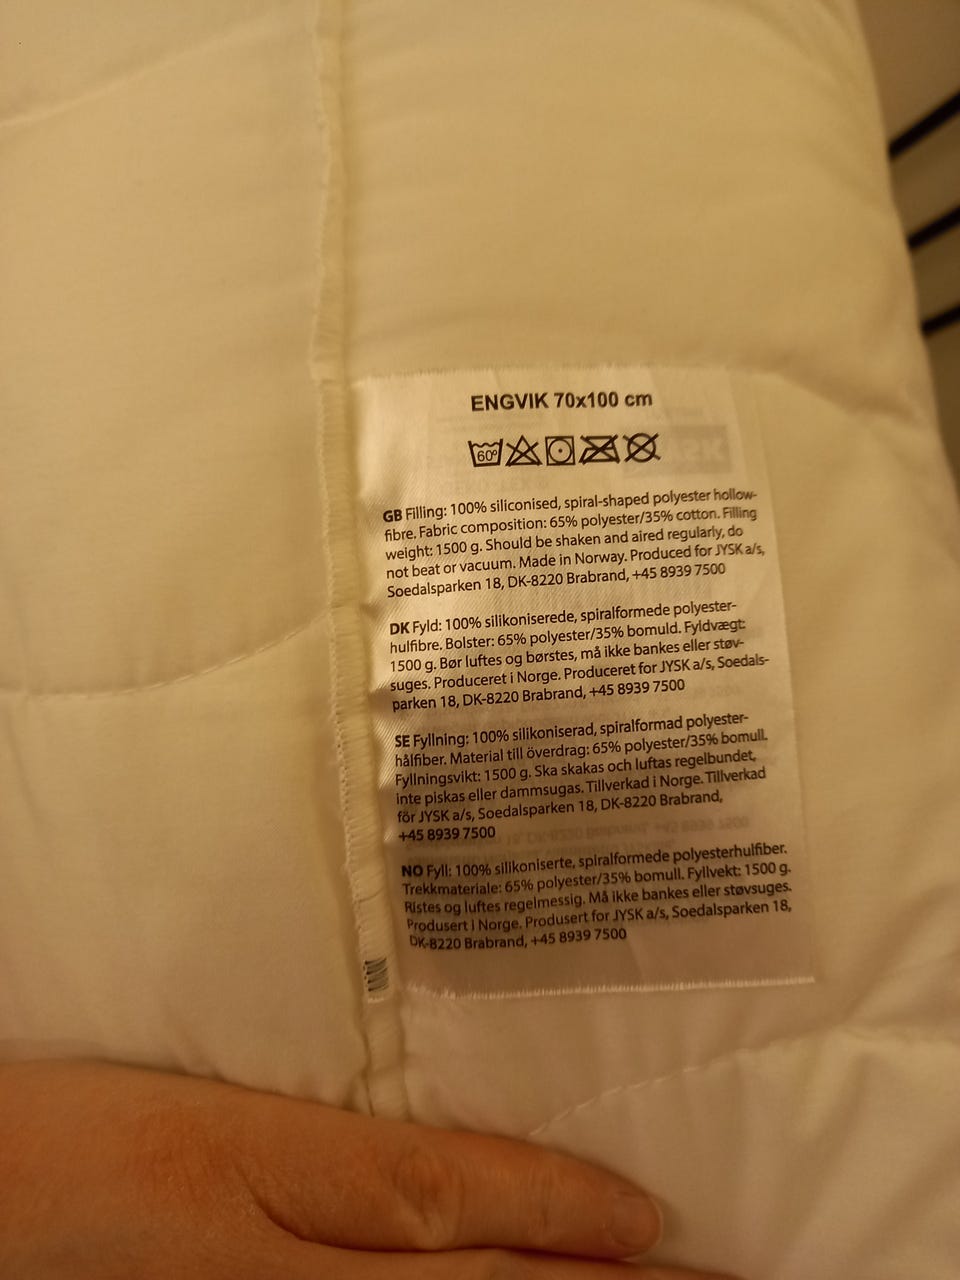 ENGVIK 70x100 cm
60°
GB Filling: 100% siliconised, spiral-shaped polyester hollow-
fibre. Fabric composition: 65% polyester/35% cotton. Filling
weight: 1500 g. Should be shaken and aired regularly, do
not beat or vacuum. Made in Norway. Produced for JYSK a/s,
Soedalsparken 18, DK-8220 Brabrand, +45 8939 7500
DK Fyld: 100% silikoniserede, spiralformede polyester-
hulfibre. Bolster: 65% polyester/35% bomuld. Fyldvægt:
1500 g. Bør luftes og børstes, må ikke bankes eller støv-
suges. Produceret i Norge. Produceret for JYSK a/s, Soedals-
parken 18, DK-8220 Brabrand, +45 8939 7500
SE Fyllning: 100% silikoniserad, spiralformad polyester-
hålfiber. Material till överdrag: 65% polyester/35% bomull.
Fyllningsvikt: 1500 g. Ska skakas och luftas regelbundet,
inte piskas eller dammsugas. Tillverkad i Norge. Tillverkad
för JYSK a/s, Soedalsparken 18, DK-8220 Brabrand,
+45 8939 7500
NO Fyll: 100% silikoniserte, spiralformede polyesterhulfiber.
Trekkmateriale: 65% polyester/35% bomull. Fyllvekt: 1500 g.
Ristes og luftes regelmessig. Må ikke bankes eller støvsuges.
Produsert i Norge. Produsert for JYSK a/s, Soedalsparken 18,
DK-8220 Brabrand, +45 8939 7500